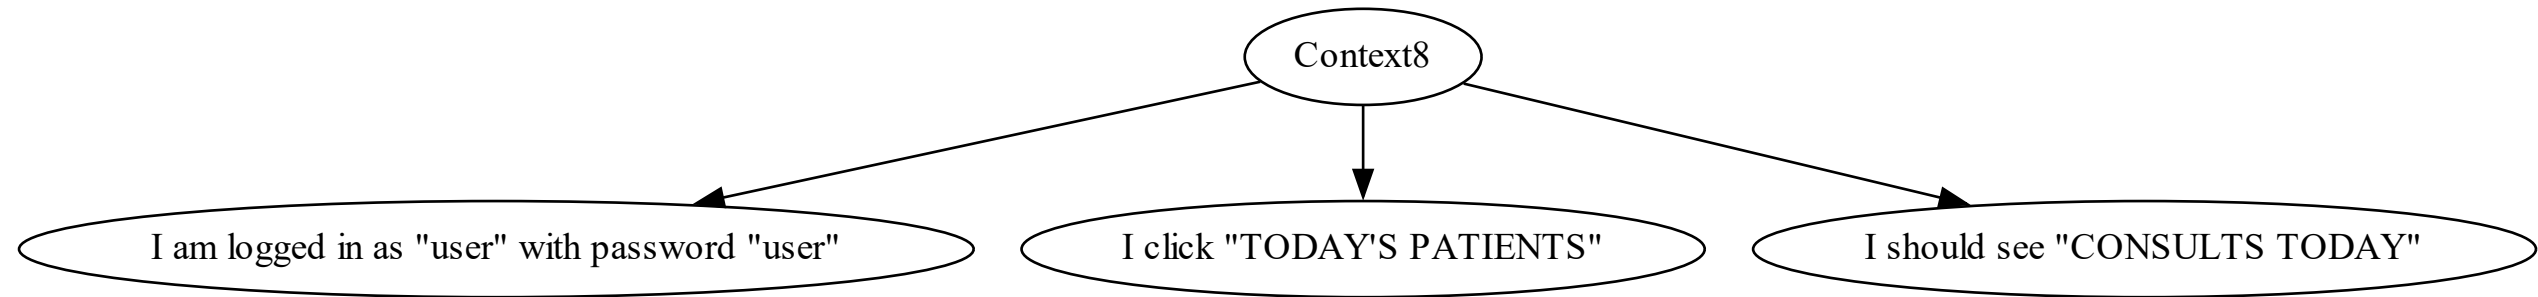 Context8
I am logged in as "user" with password "user"
I click "TODAY'S PATIENTS"
I should see "CONSULTS TODAY"